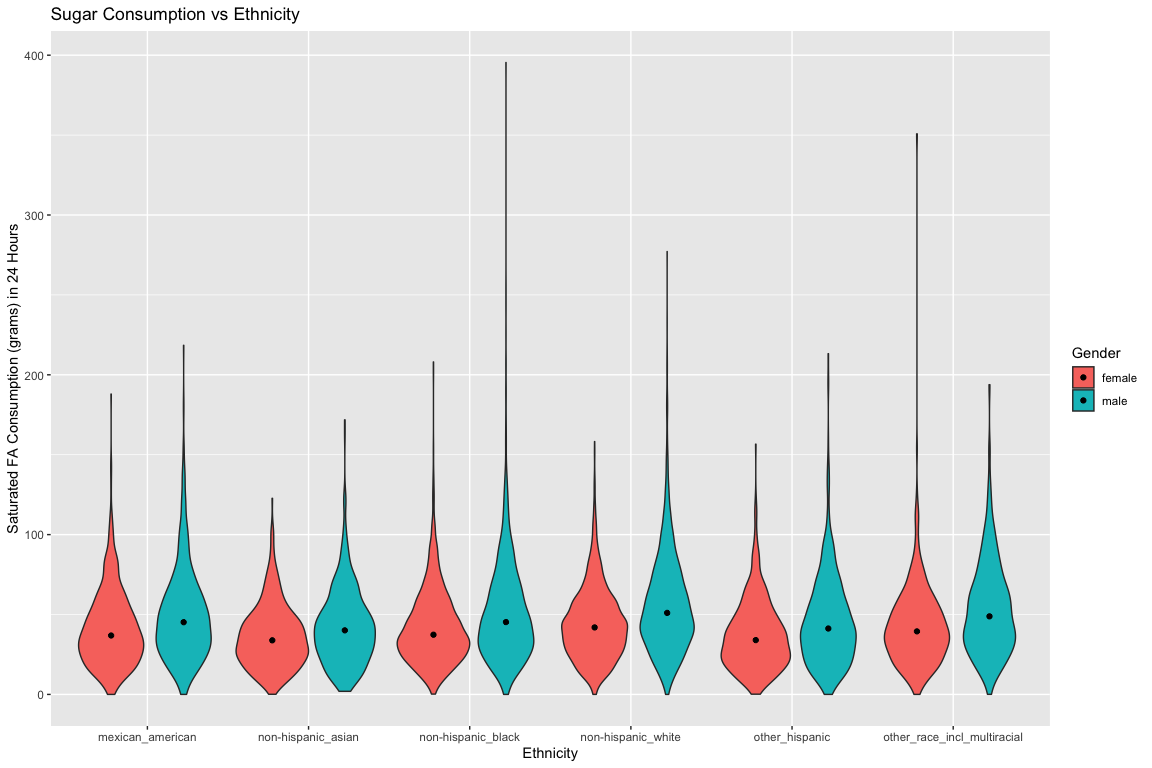 Sugar Consumption vs Ethnicity
Saturated FA Consumption (grams) in 24 Hours
400
300
200
100
0
mexican_american non-hispanic_asian non-hispanic_black non-hispanic_white other_hispanic other_race_incl_multiracial
Ethnicity
Gender
female
male